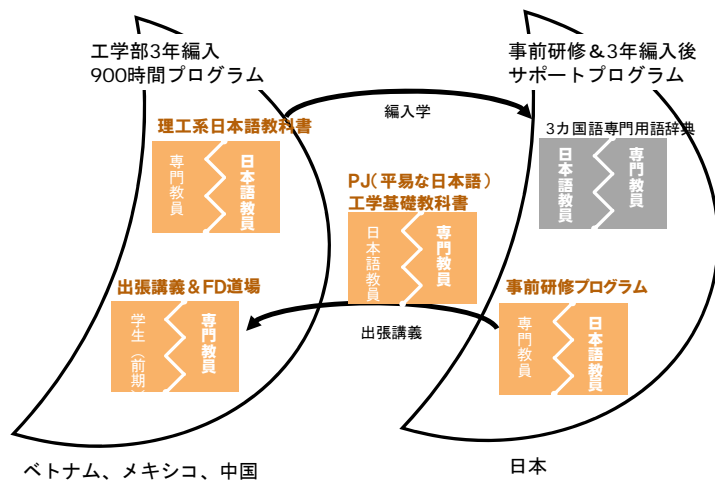 工学部3年編入
900時間プログラム
事前研修＆3年編入後
サポートプログラム
編入学
理工系日本語教科書
専門教員
日本語教員
3カ国語専門用語辞典
日本語教員
専門教員
PJ（平易な日本語）
工学基礎教科書
日本語教員
専門教員
出張講義＆FD道場
学生（前期
専門教員
出張講義
事前研修プログラム
専門教員
日本語教員
ベトナム、メキシコ、中国
日本